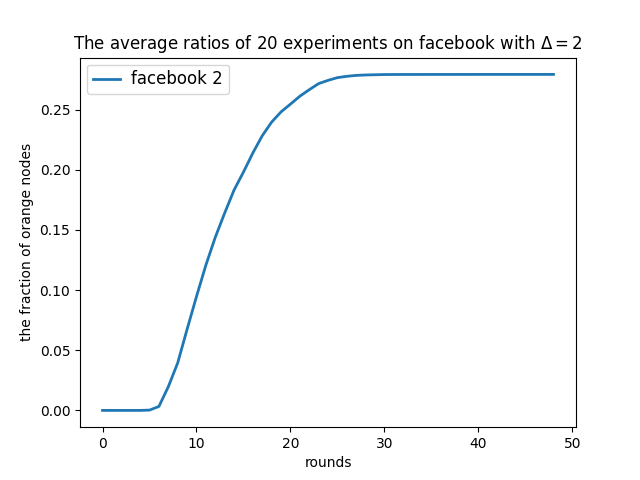 The average ratios of 20 experiments on facebook with Δ = 2
facebook 2
the fraction of orange nodes
0.25
0.20
0.15
0.10
0.05
0.00
0 10 20 30 40 50
rounds